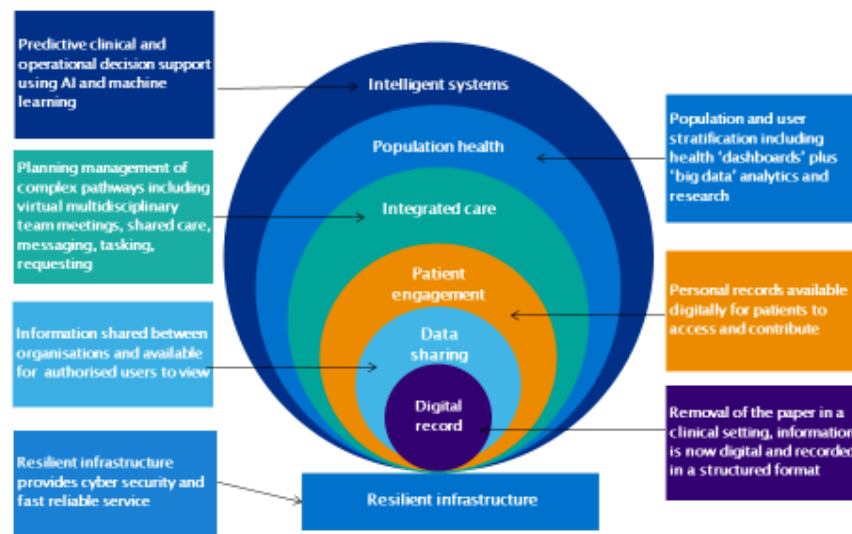 Predictive clinical and
operational decision support
using AI and machine
learning
Planning management of
complex pathways including
virtual multidisciplinary
team meetings, shared care,
messaging, tasking,
requesting
Information shared between
organisations and available
for authorised users to view
Resilient infrastructure
provides cyber security and
fast reliable service
Intelligent systems
Population health
Integrated care
Patient
engagement
Data
sharing
Digital
record
Resilient infrastructure
Population and user
stratification including
health 'dashboards' plus
'big data' analytics and
research
Personal records available
digitally for patients to
access and contribute
Removal of the paper in a
clinical setting, information
is now digital and recorded
in a structured format